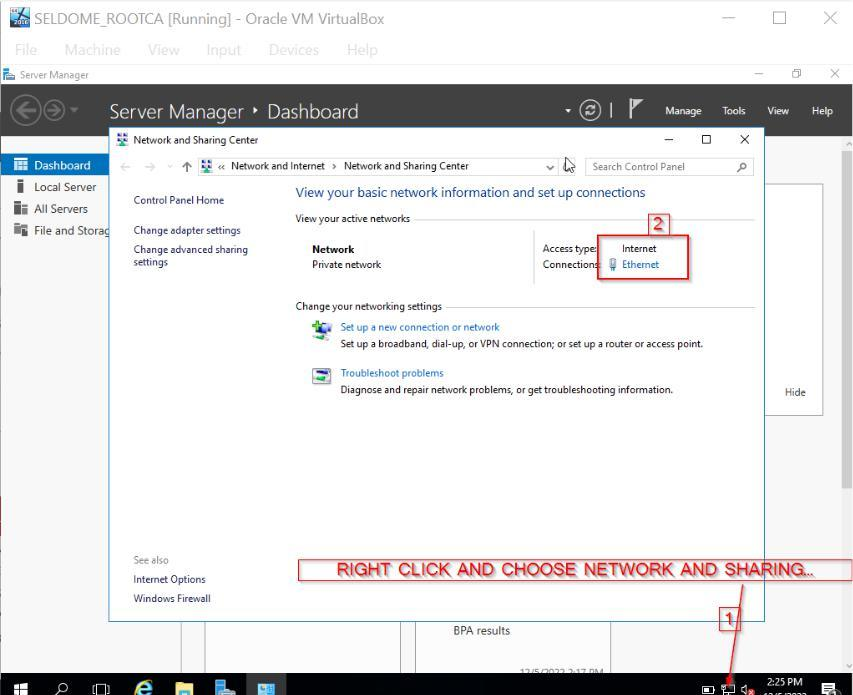 SELDOME_ROOTCA [Running] - Oracle VM VirtualBox
File Machine View Input Devices Help
Server Manager
Server Manager Dashboard
Manage Tools View Help
Network and Sharing Center
Dashboard
« Network and Internet > Network and Sharing Center
Search Control Panel
Local Server
All Servers
File and Storag
Control Panel Home
Change adapter settings
Change advanced sharing
settings
View your basic network information and set up connections
View your active networks
2
Network
Private network
Access type: Internet
Connections Ethernet
Change your networking settings
Set up a new connection or network
Set up a broadband, dial-up, or VPN connection; or set up a router or access point.
Troubleshoot problems
Diagnose and repair network problems, or get troubleshooting information.
Hide
See also
Internet Options
Windows Firewall
RIGHT CLICK AND CHOOSE NETWORK AND SHARING...
1
BPA results
12/5/2022 2:17 PM
2:25 PM
12/5/2022